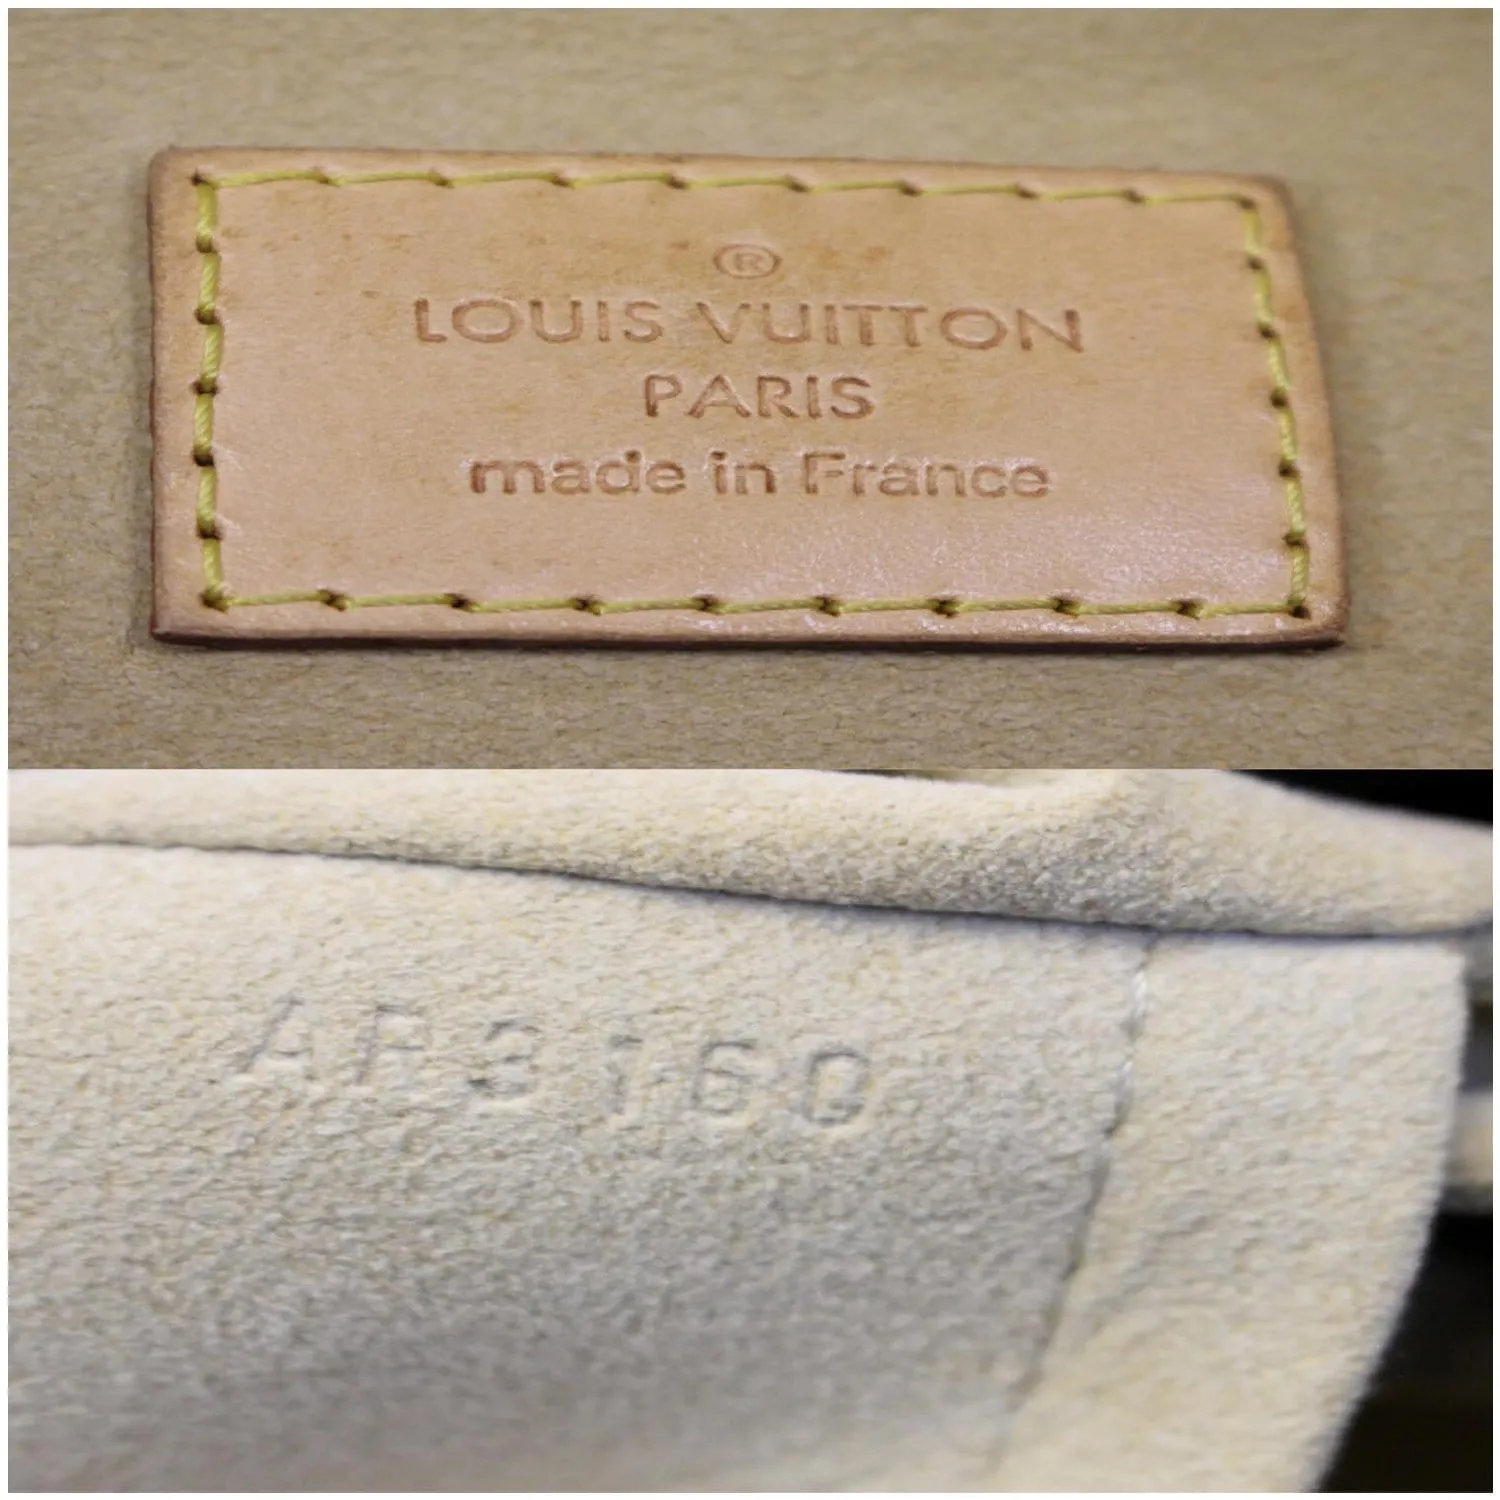 ®
LOUIS VUITTON
PARIS
made in France
AR3160